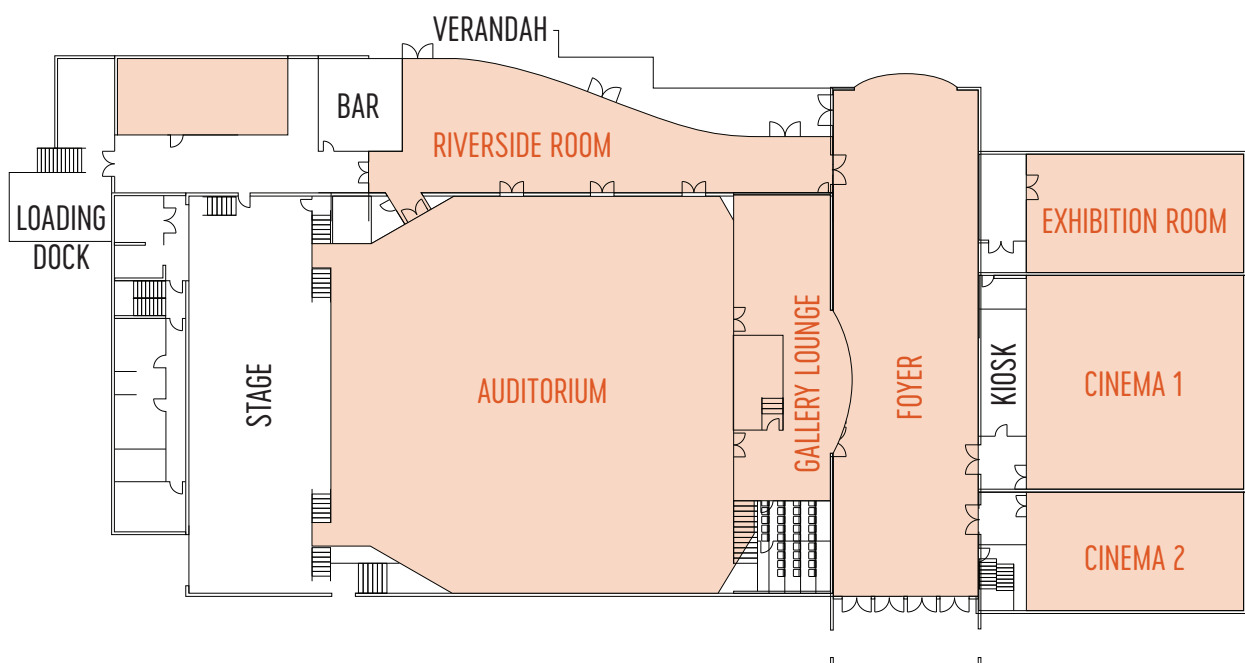 VERANDAH
BAR
RIVERSIDE ROOM
LOADING
DOCK
EXHIBITION ROOM
STAGE
AUDITORIUM
GALLERY LOUNGE
FOYER
KIOSK
CINEMA 1
CINEMA 2